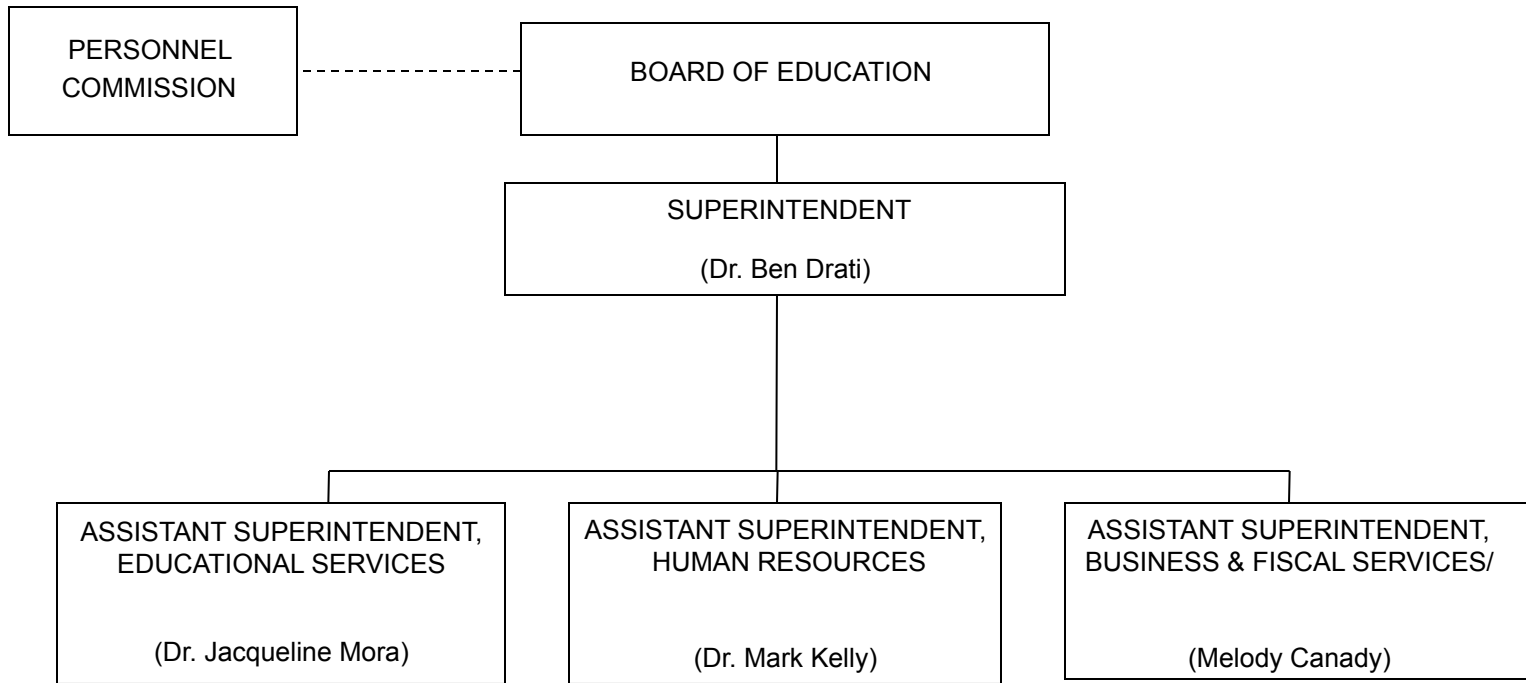 PERSONNEL
COMMISSION
BOARD OF EDUCATION
SUPERINTENDENT
(Dr. Ben Drati)
ASSISTANT SUPERINTENDENT,
EDUCATIONAL SERVICES
(Dr. Jacqueline Mora)
ASSISTANT SUPERINTENDENT,
HUMAN RESOURCES
(Dr. Mark Kelly)
ASSISTANT SUPERINTENDENT,
BUSINESS & FISCAL SERVICES/
(Melody Canady)